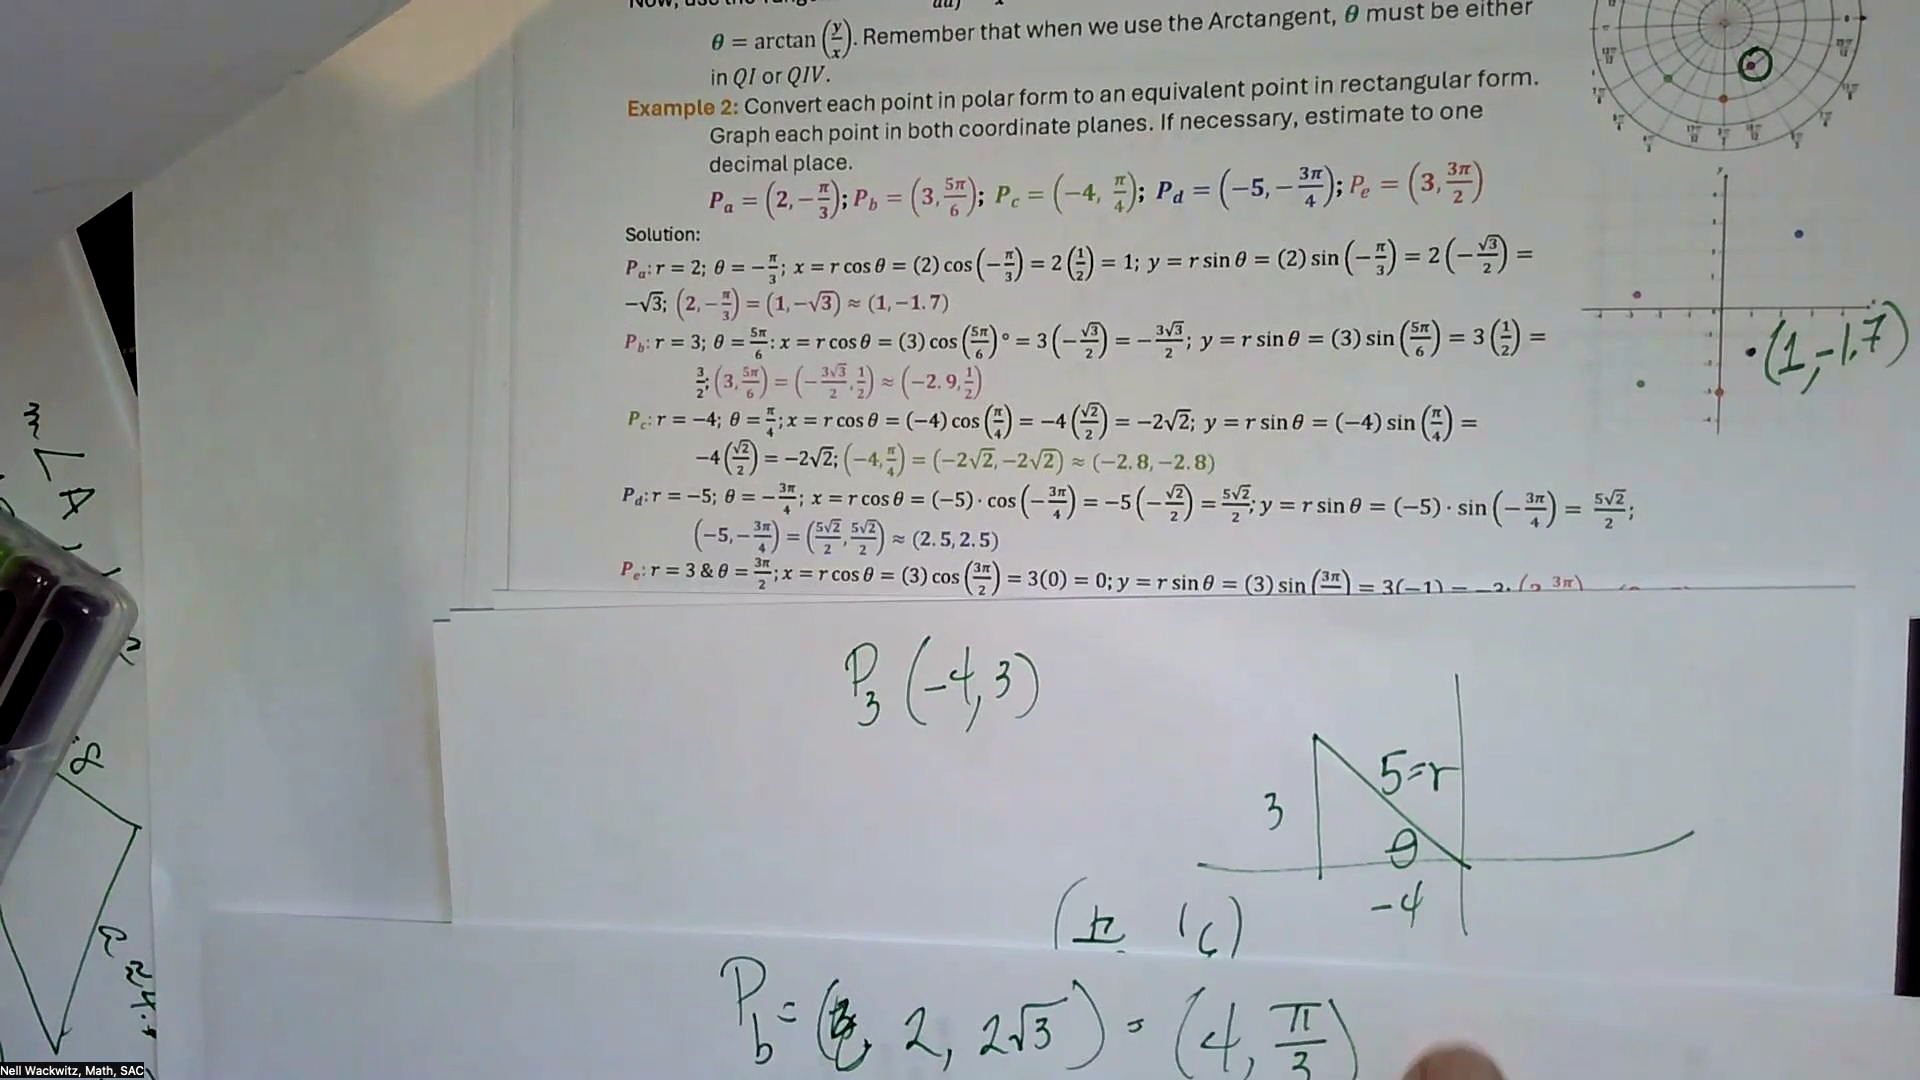 θ = arctan (y/x). Remember that when we use the Arctangent, θ must be either
in QI or QIV.
Example 2: Convert each point in polar form to an equivalent point in rectangular form.
Graph each point in both coordinate planes. If necessary, estimate to one
decimal place.
Pa = (2, −π/3); Pb = (3, 5π/6); Pc = (−4, π/4); Pd = (−5, −3π/4); Pe = (3, 3π/2)
Solution:
Pa: r = 2; θ = −π/3; x = r cos θ = (2) cos (−π/3) = 2 (1/2) = 1; y = r sin θ = (2) sin (−π/3) = 2 (−√3/2) =
−√3; (2, −π/3) = (1, −√3) ≈ (1, −1.7)
Pb: r = 3; θ = 5π/6: x = r cos θ = (3) cos (5π/6)° = 3 (−√3/2) = −3√3/2; y = r sin θ = (3) sin (5π/6) = 3 (1/2) =
3/2; (3, 5π/6) = (−3√3/2, 1/2) ≈ (−2.9, 1/2)
Pc: r = −4; θ = π/4; x = r cos θ = (−4) cos (π/4) = −4 (√2/2) = −2√2; y = r sin θ = (−4) sin (π/4) =
−4 (√2/2) = −2√2; (−4, π/4) = (−2√2, −2√2) ≈ (−2.8, −2.8)
Pd: r = −5; θ = −3π/4; x = r cos θ = (−5) · cos (−3π/4) = −5 (−√2/2) = 5√2/2; y = r sin θ = (−5) · sin (−3π/4) = 5√2/2;
(−5, −3π/4) = (5√2/2, 5√2/2) ≈ (2.5, 2.5)
Pe: r = 3 & θ = 3π/2; x = r cos θ = (3) cos (3π/2) = 3(0) = 0; y = r sin θ = (3) sin (3π/2) = 3(−1) =
(1, −1.7)
P3 (−4, 3)
5=r
3
θ
−4
Pb = ( 2, 2√3 ) = (4, π/3)
8
Nell Wackwitz, Math, SAC